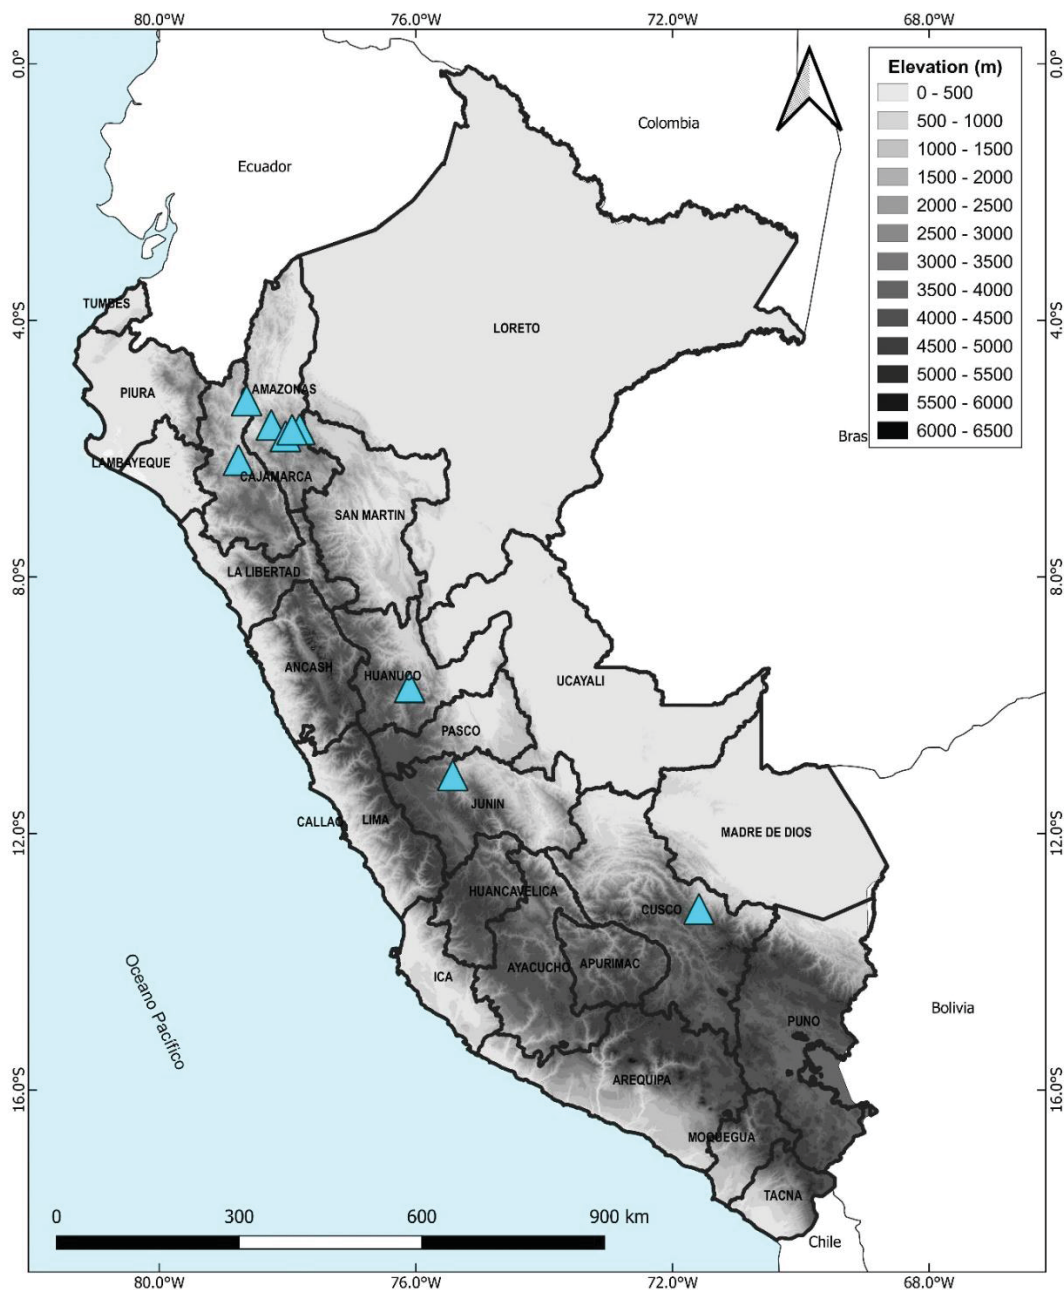 80.0°W 76.0°W 72.0°W 68.0°W
0.0° 0.0°
Elevation (m)
0 - 500
500 - 1000
1000 - 1500
1500 - 2000
2000 - 2500
2500 - 3000
3000 - 3500
3500 - 4000
4000 - 4500
4500 - 5000
5000 - 5500
5500 - 6000
6000 - 6500
Colombia
Ecuador
TUMBES
4.0°S 4.0°S
LORETO
AMAZONAS
PIURA
Bras
LAMBAYEQUE
CAJAMARCA
SAN MARTIN
LA LIBERTAD
8.0°S 8.0°S
ANCASH
HUANUCO
UCAYALI
PASCO
JUNIN
CALLAO
LIMA
12.0°S 12.0°S
MADRE DE DIOS
HUANCAVELICA
CUSCO
AYACUCHO
APURIMAC
ICA
Oceano Pacífico
Bolivia
PUNO
AREQUIPA
16.0°S 16.0°S
MOQUEGUA
TACNA
0 300 600 900 km
Chile
80.0°W 76.0°W 72.0°W 68.0°W